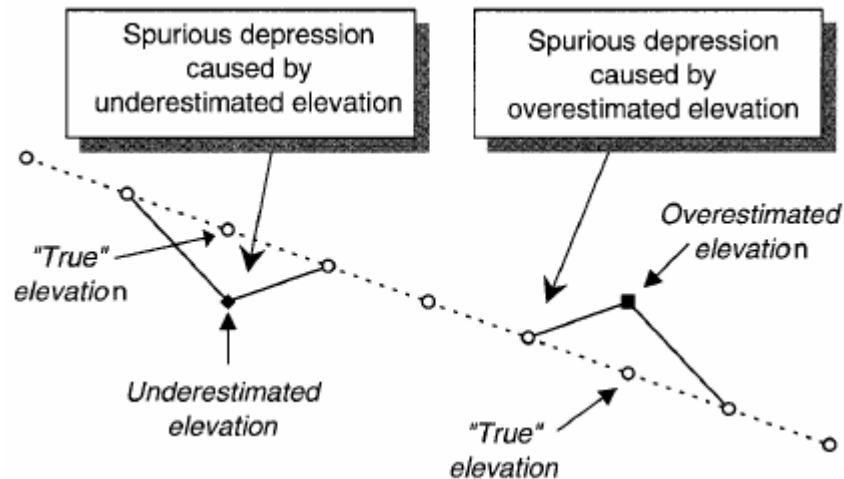 Spurious depression
caused by
underestimated elevation
Spurious depression
caused by
overestimated elevation
"True"
elevation
Underestimated
elevation
Overestimated
elevation
"True"
elevation